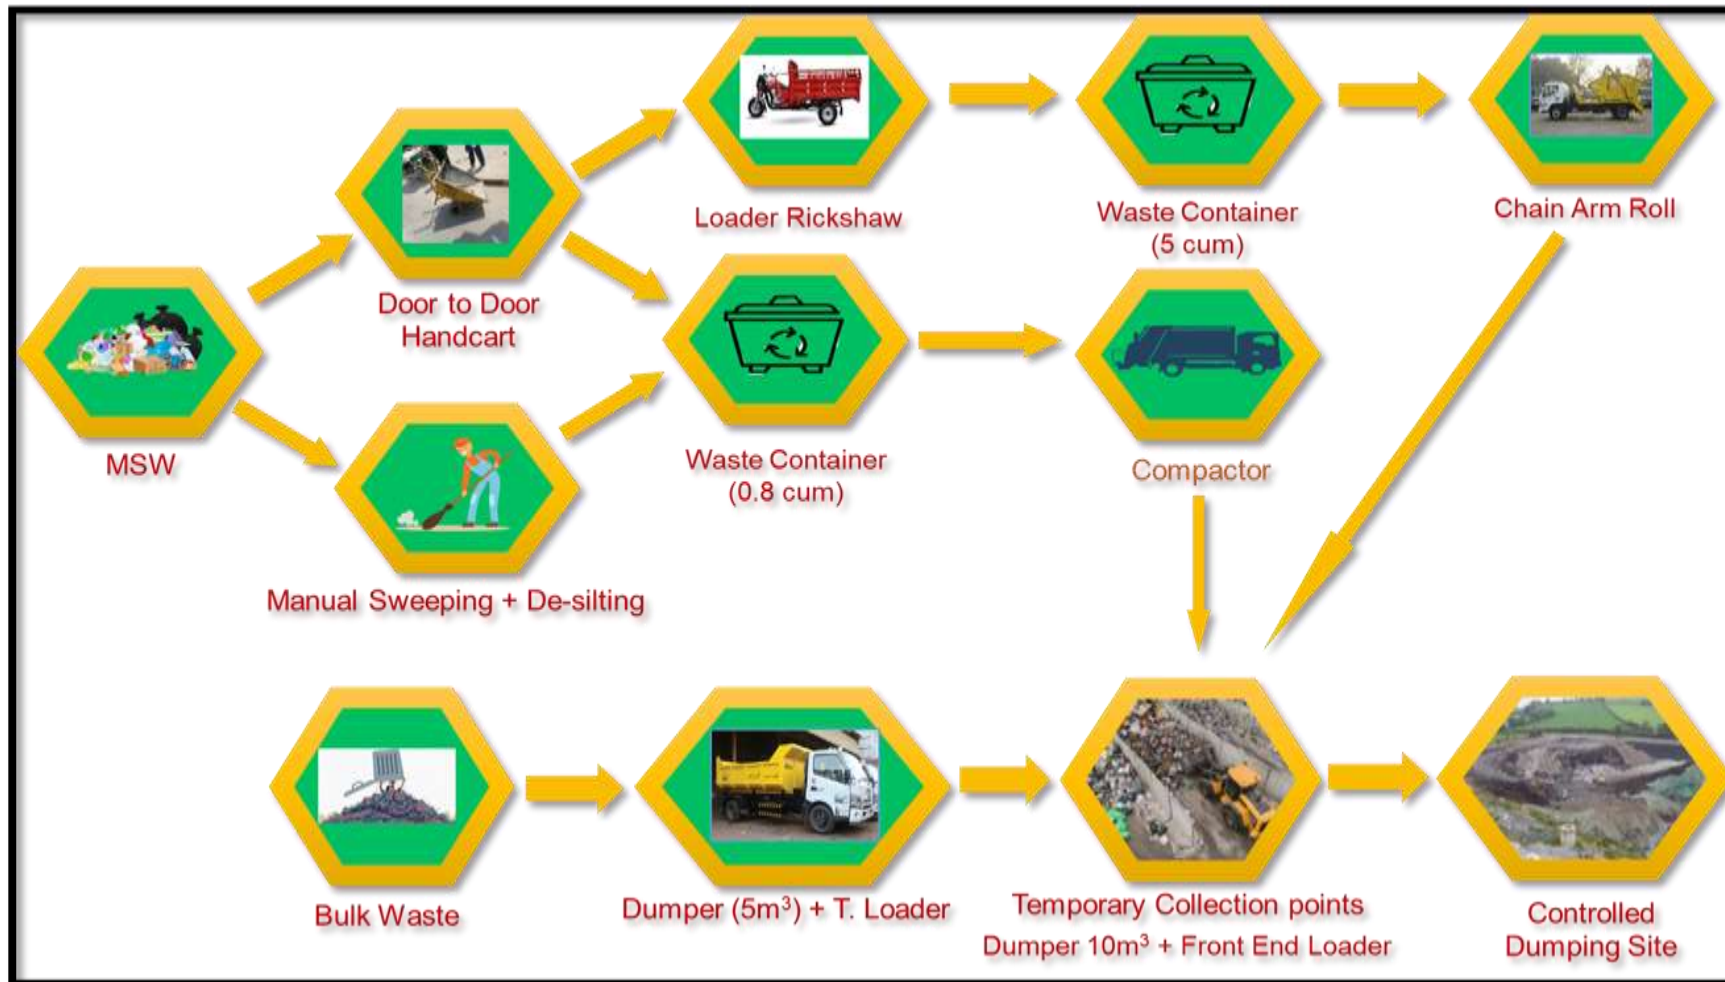 Loader Rickshaw
Waste Container
(5 cum)
Chain Arm Roll
Door to Door
Handcart
MSW
Waste Container
(0.8 cum)
Compactor
Manual Sweeping + De-silting
Bulk Waste
Dumper (5m³) + T. Loader
Temporary Collection points
Dumper 10m³ + Front End Loader
Controlled
Dumping Site